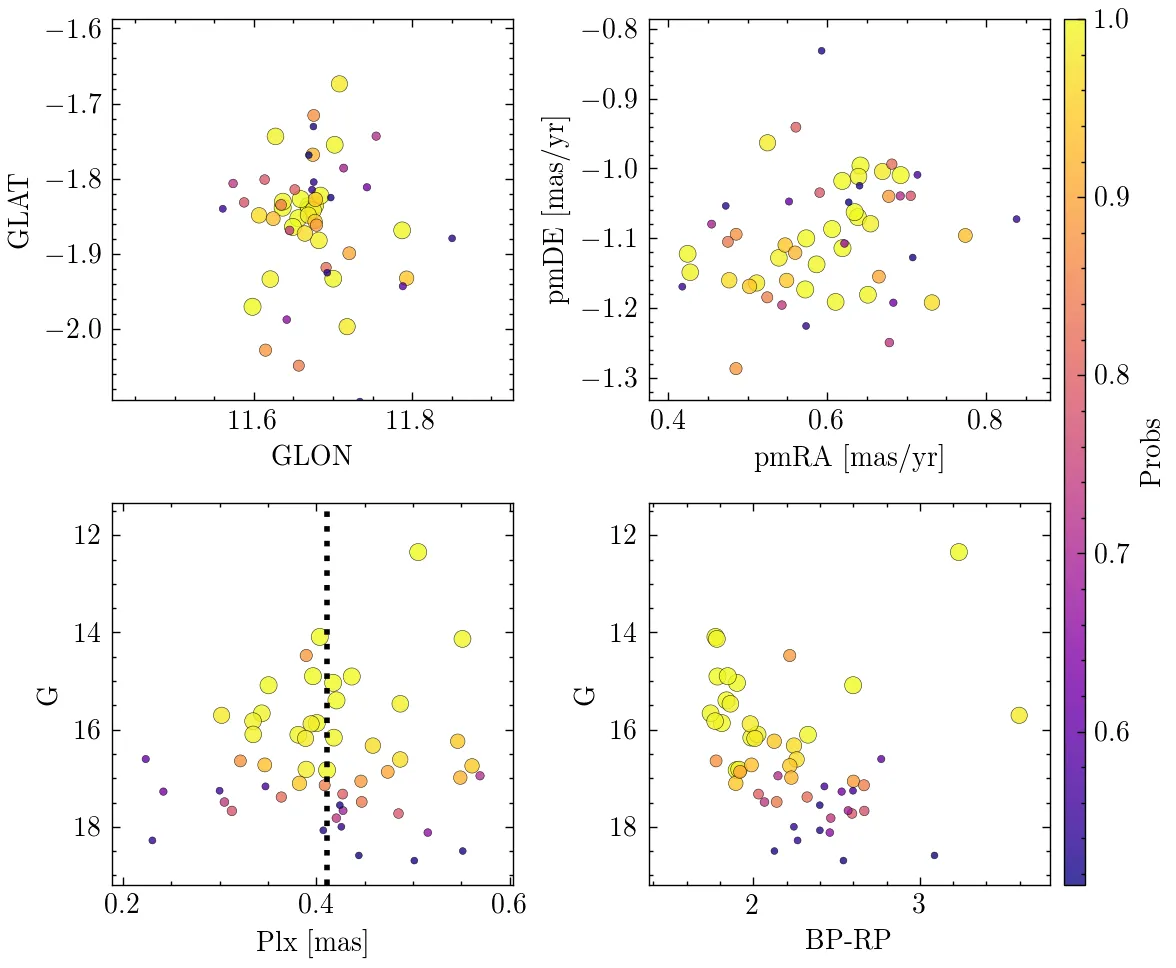 −1.6
−1.7
−1.8
−1.9
−2.0
GLAT
11.6 11.8
GLON
−0.8
−0.9
−1.0
−1.1
−1.2
−1.3
pmDE [mas/yr]
0.4 0.6 0.8
pmRA [mas/yr]
12
14
16
18
G
0.2 0.4 0.6
Plx [mas]
12
14
16
18
G
2 3
BP-RP
1.0
0.9
0.8
0.7
0.6
Probs